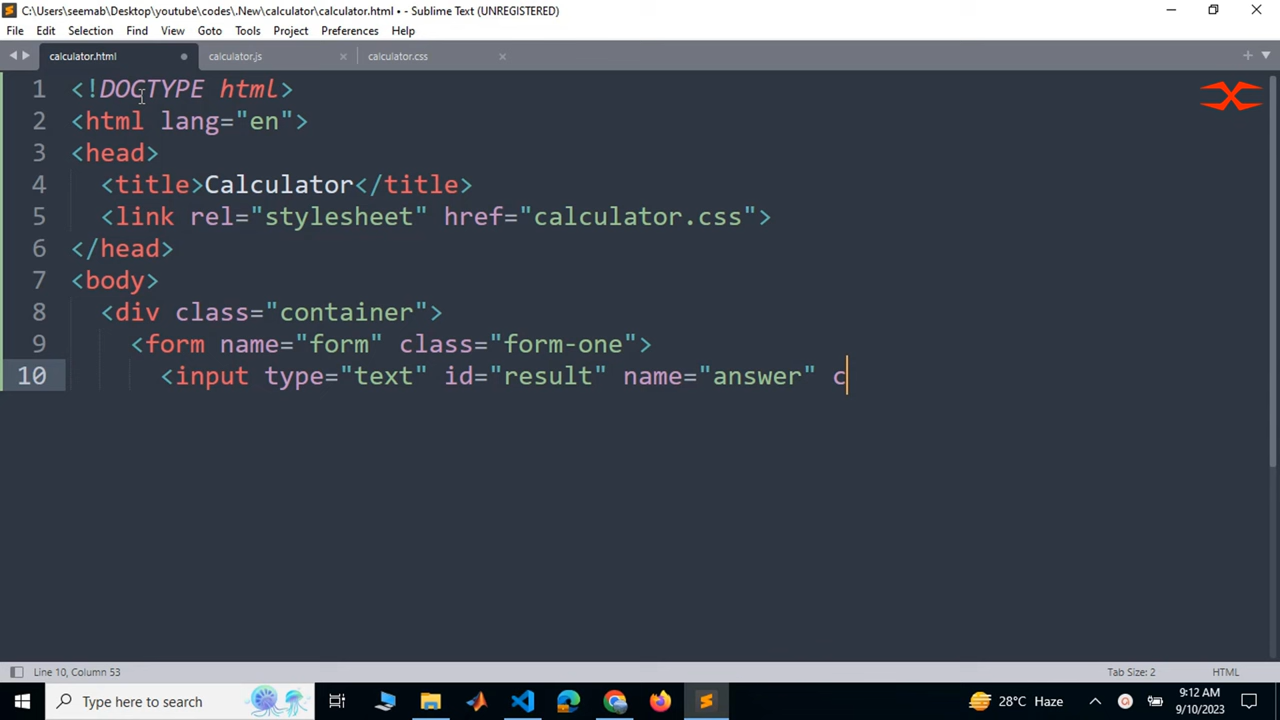 C:\Users\seemab\Desktop\youtube\codes\.New\calculator\calculator.html • - Sublime Text (UNREGISTERED)
File Edit Selection Find View Goto Tools Project Preferences Help
calculator.html calculator.js calculator.css
1 <!DOCTYPE html>
2 <html lang="en">
3 <head>
4 <title>Calculator</title>
5 <link rel="stylesheet" href="calculator.css">
6 </head>
7 <body>
8 <div class="container">
9 <form name="form" class="form-one">
10 <input type="text" id="result" name="answer" c
Line 10, Column 53 Tab Size: 2 HTML
Type here to search 28°C Haze 9:12 AM
9/10/2023